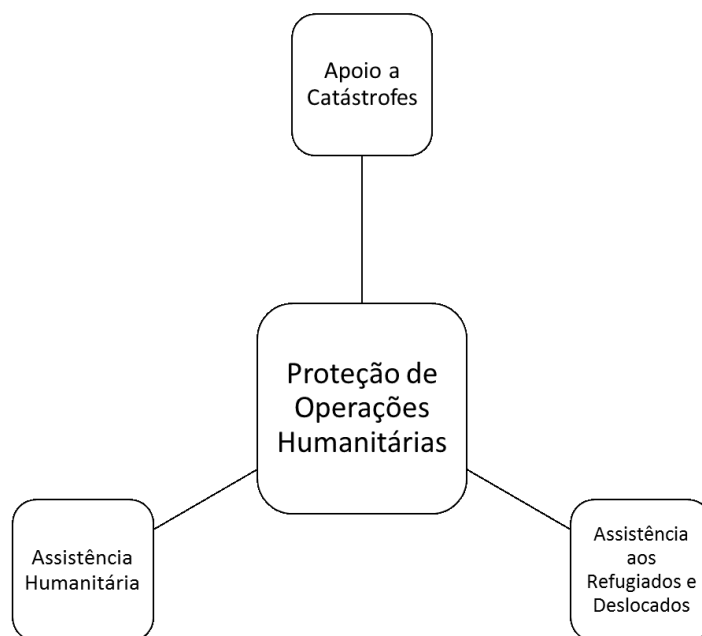 Apoio a
Catástrofes
Proteção de
Operações
Humanitárias
Assistência
Humanitária
Assistência
aos
Refugiados e
Deslocados